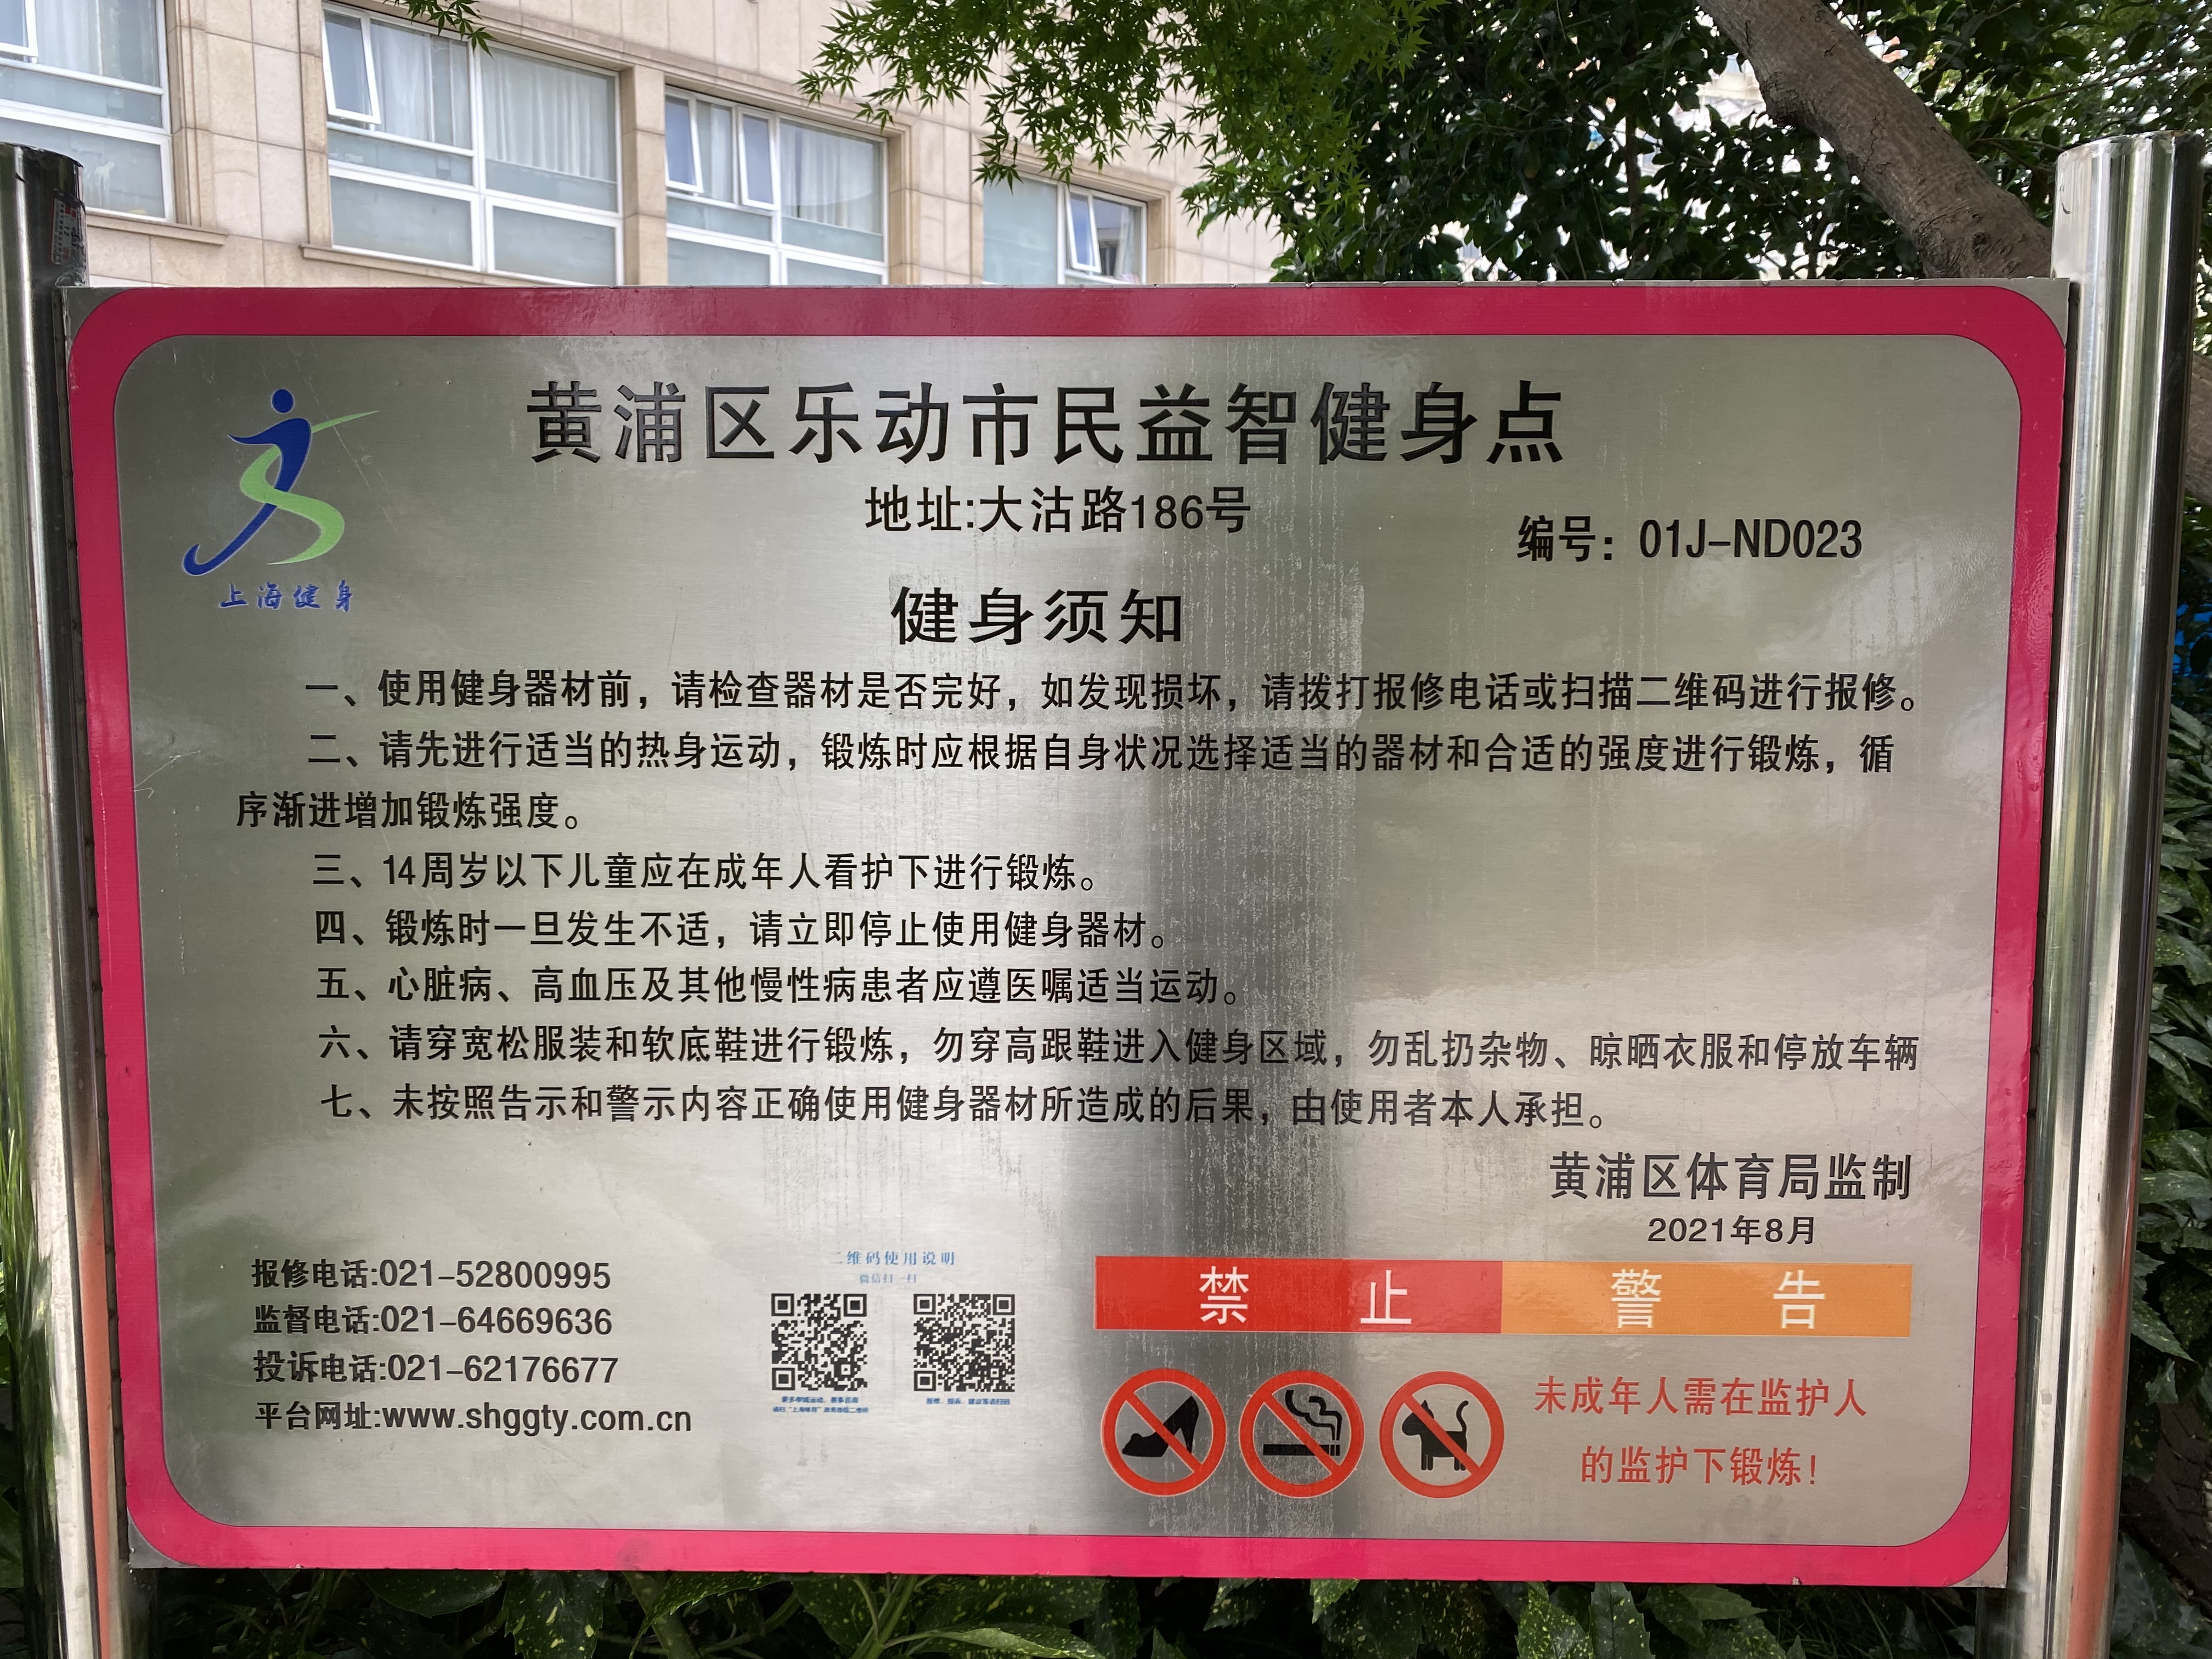 黄浦区乐动市民益智健身点
地址:大沽路186号
编号：01J-ND023
上海健身
健身须知
一、使用健身器材前，请检查器材是否完好，如发现损坏，请拨打报修电话或扫描二维码进行报修。
二、请先进行适当的热身运动，锻炼时应根据自身状况选择适当的器材和合适的强度进行锻炼，循
序渐进增加锻炼强度。
三、14周岁以下儿童应在成年人看护下进行锻炼。
四、锻炼时一旦发生不适，请立即停止使用健身器材。
五、心脏病、高血压及其他慢性病患者应遵医嘱适当运动。
六、请穿宽松服装和软底鞋进行锻炼，勿穿高跟鞋进入健身区域，勿乱扔杂物、晾晒衣服和停放车辆
七、未按照告示和警示内容正确使用健身器材所造成的后果，由使用者本人承担。
黄浦区体育局监制
2021年8月
报修电话:021-52800995
监督电话:021-64669636
投诉电话:021-62176677
平台网址:www.shggty.com.cn
二维码使用说明
微信扫一扫
禁止
警告
未成年人需在监护人
的监护下锻炼!